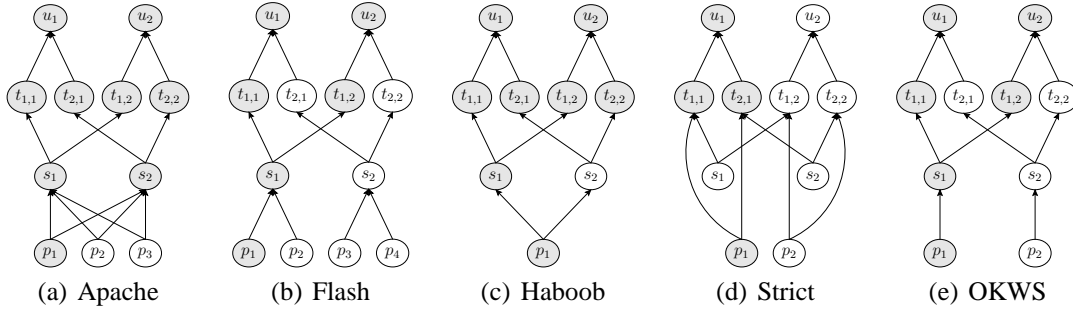 u₁ u₂ u₁ u₂ u₁ u₂ u₁ u₂ u₁ u₂
t₁,₁ t₂,₁ t₁,₂ t₂,₂ t₁,₁ t₂,₁ t₁,₂ t₂,₂ t₁,₁ t₂,₁ t₁,₂ t₂,₂ t₁,₁ t₂,₁ t₁,₂ t₂,₂ t₁,₁ t₂,₁ t₁,₂ t₂,₂
s₁ s₂ s₁ s₂ s₁ s₂ s₁ s₂ s₁ s₂
p₁ p₂ p₃ p₁ p₂ p₃ p₄ p₁ p₁ p₂ p₁ p₂
(a) Apache (b) Flash (c) Haboob (d) Strict (e) OKWS